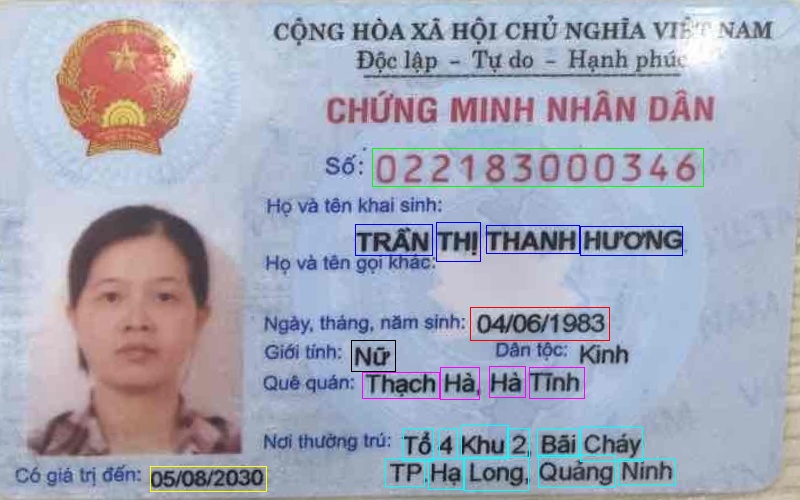 CỘNG HÒA XÃ HỘI CHỦ NGHĨA VIỆT NAM
Độc lập - Tự do - Hạnh phúc
CHỨNG MINH NHÂN DÂN
Số: 022183000346
Họ và tên khai sinh:
TRẦN THỊ THANH HƯƠNG
Họ và tên gọi khác:
Ngày, tháng, năm sinh: 04/06/1983
Giới tính: Nữ Dân tộc: Kinh
Quê quán: Thạch Hà, Hà Tĩnh
Nơi thường trú: Tổ 4 Khu 2, Bãi Cháy
TP.Hạ Long, Quảng Ninh
Có giá trị đến: 05/08/2030